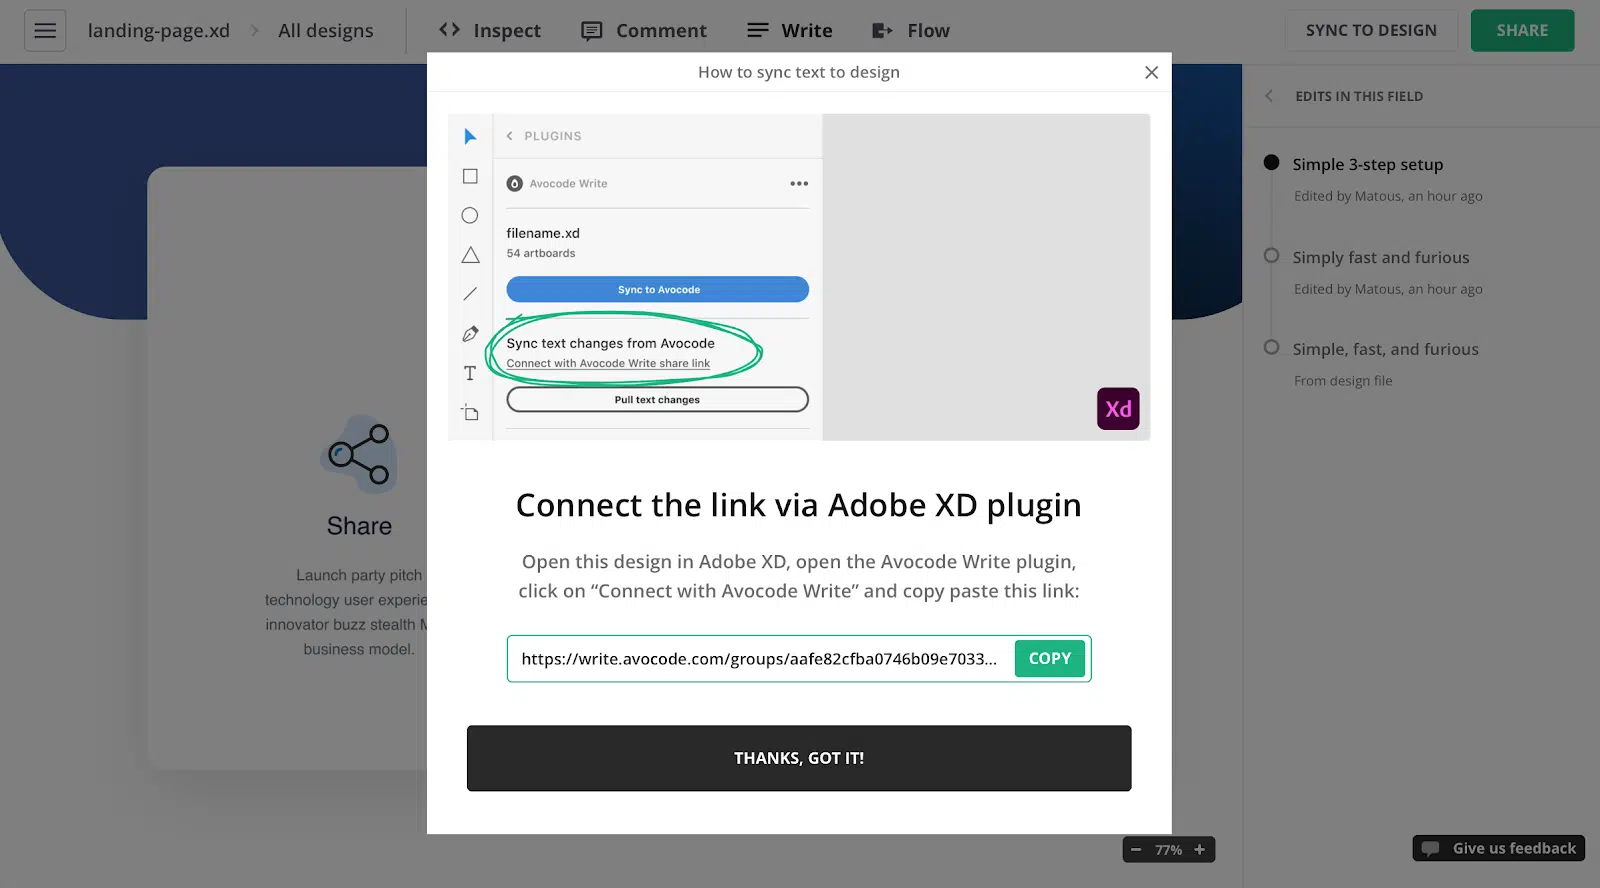 landing-page.xd
All designs
Inspect
Comment
Write
Flow
SYNC TO DESIGN
SHARE
How to sync text to design
PLUGINS
Avocode Write
filename.xd
54 artboards
Sync to Avocode
Sync text changes from Avocode
Connect with Avocode Write share link
Pull text changes
Xd
Connect the link via Adobe XD plugin
Open this design in Adobe XD, open the Avocode Write plugin,
click on “Connect with Avocode Write” and copy paste this link:
https://write.avocode.com/groups/aafe82cfba0746b09e7033...
COPY
THANKS, GOT IT!
Share
Launch party pitch
technology user experie
innovator buzz stealth M
business model.
EDITS IN THIS FIELD
Simple 3-step setup
Edited by Matous, an hour ago
Simply fast and furious
Edited by Matous, an hour ago
Simple, fast, and furious
From design file
77%
Give us feedback